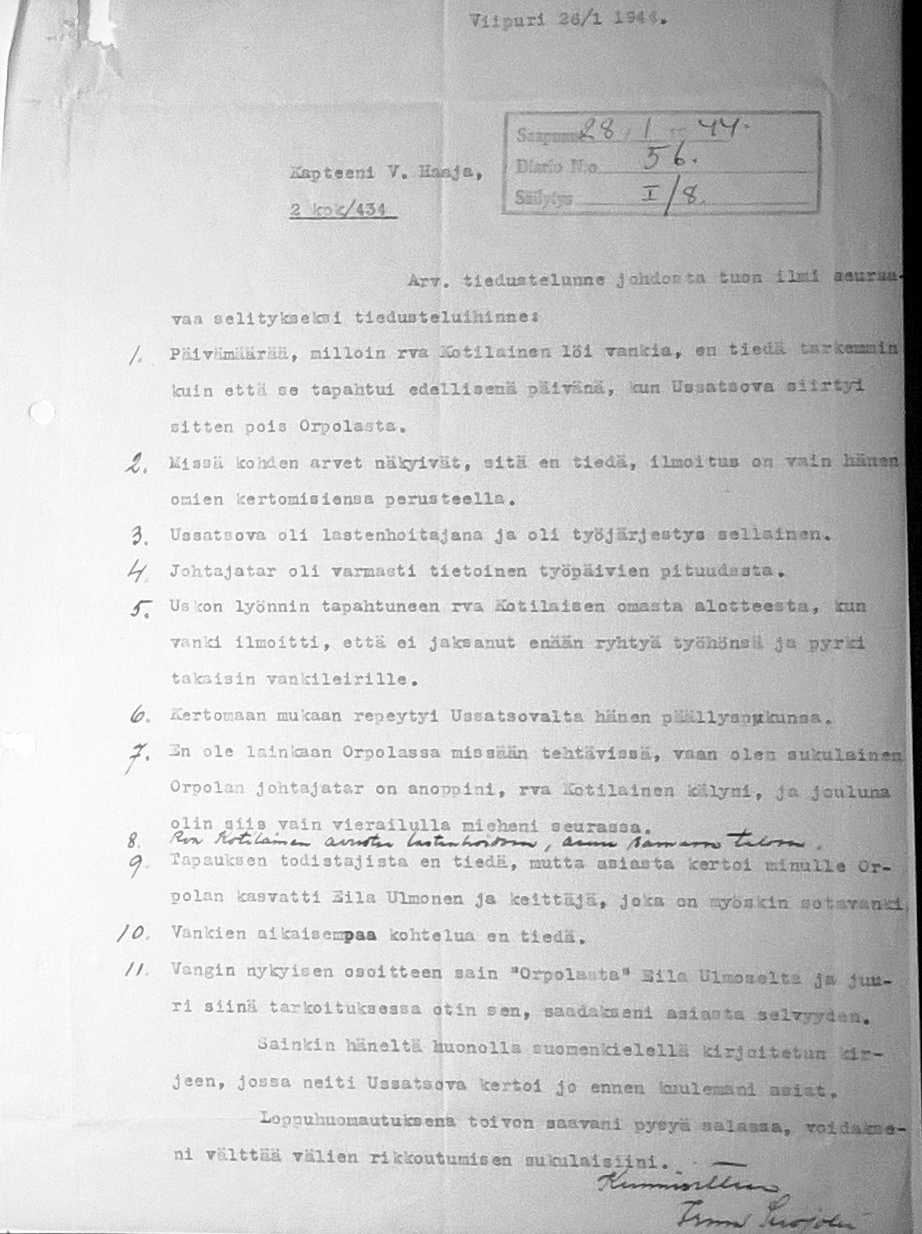 Viipuri 28/1 1944.
Saapunut 28 / 1 19 44.
Diario N:o 56.
Säilytys I/8.
Kapteeni V. Haaja,
2 kok/434
Arv. tiedustelunne johdosta tuon ilmi seuraa-
vaa selitykseksi tiedusteluihinne:
1. Päivämäärää, milloin rva Kotilainen löi vankia, en tiedä tarkemmin
kuin että se tapahtui edellisenä päivänä, kun Ussatsova siirtyi
sitten pois Orpolasta.
2. Missä kohden arvet näkyivät, sitä en tiedä, ilmoitus on vain hänen
omien kertomisiensa perusteella.
3. Ussatsova oli lastenhoitajana ja oli työjärjestys sellainen.
4. Johtajatar oli varmasti tietoinen työpäivien pituudesta.
5. Uskon lyönnin tapahtuneen rva Kotilaisen omasta alotteesta, kun
vanki ilmoitti, että ei jaksanut enään ryhtyä työhönsä ja pyrki
takaisin vankileirille.
6. Kertomaan mukaan repeytyi Ussatsovalta hänen päällyspukunsa.
7. En ole lainkaan Orpolassa missään tehtävissä, vaan olen sukulainen
Orpolan johtajatar on anoppini, rva Kotilainen kälyni, ja jouluna
olin siis vain vierailulla mieheni seurassa.
8. Rva Kotilainen avustaa lastenhoidossa, asuu samassa talossa.
9. Tapauksen todistajista en tiedä, mutta asiasta kertoi minulle Or-
polan kasvatti Eila Ulmonen ja keittäjä, joka on myöskin sotavanki.
10. Vankien aikaisempaa kohtelua en tiedä.
11. Vangin nykyisen osoitteen sain "Orpolasta" Eila Ulmoselta ja juu-
ri siinä tarkoituksessa otin sen, saadakseni asiasta selvyyden.
Sainkin häneltä huonolla suomenkielellä kirjoitetun kir-
jeen, jossa neiti Ussatsova kertoi jo ennen kuulemani asiat.
Loppuhuomautuksena toivon saavani pysyä salassa, voidakse-
ni välttää välien rikkoutumisen sukulaisiini.
Kunnioittaen